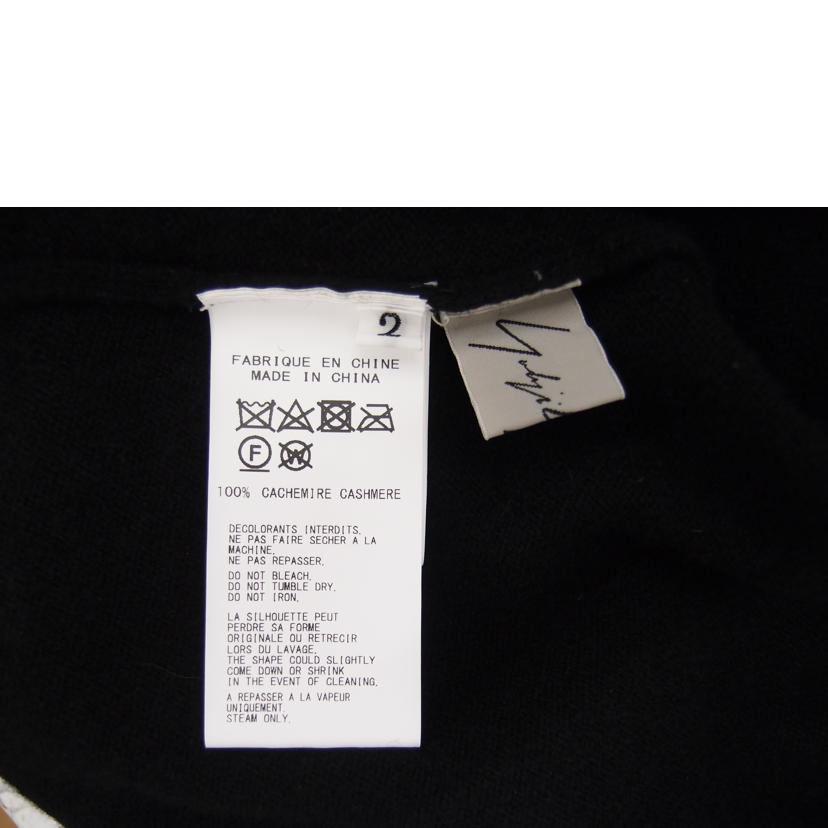 2
FABRIQUE EN CHINE
MADE IN CHINA
F
W
100% CACHEMIRE CASHMERE
DECOLORANTS INTERDITS.
NE PAS FAIRE SECHER A LA
MACHINE.
NE PAS REPASSER.
DO NOT BLEACH.
DO NOT TUMBLE DRY.
DO NOT IRON.
LA SILHOUETTE PEUT
PERDRE SA FORME
ORIGINALE OU RETRECIR
LORS DU LAVAGE.
THE SHAPE COULD SLIGHTLY
COME DOWN OR SHRINK
IN THE EVENT OF CLEANING.
A REPASSER A LA VAPEUR
UNIQUEMENT.
STEAM ONLY.